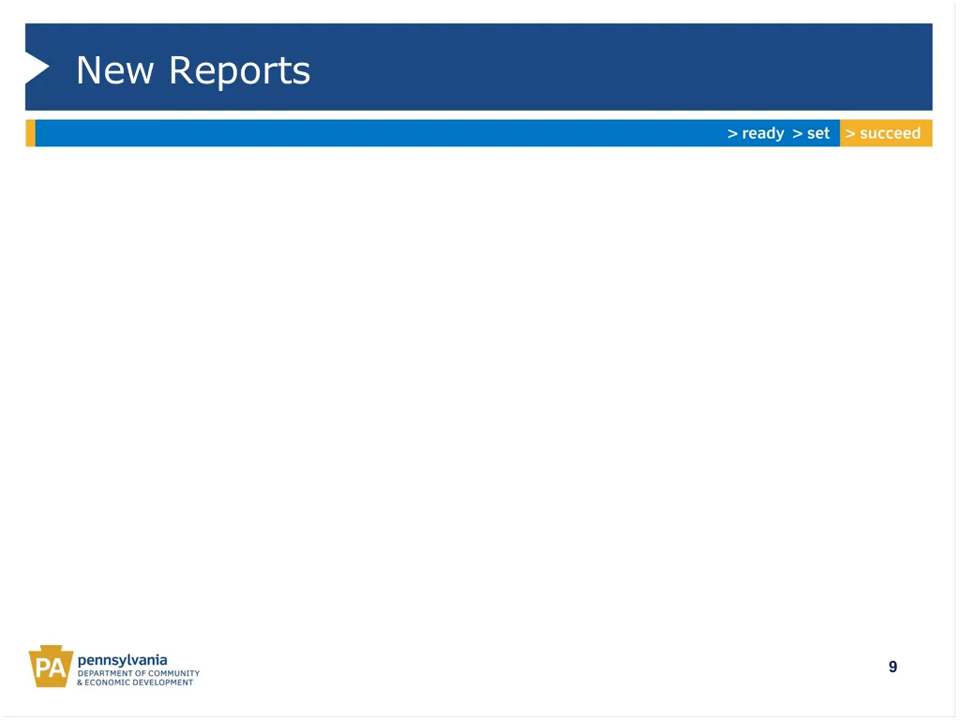 New Reports
> ready > set > succeed
PA
pennsylvania
DEPARTMENT OF COMMUNITY
& ECONOMIC DEVELOPMENT
9